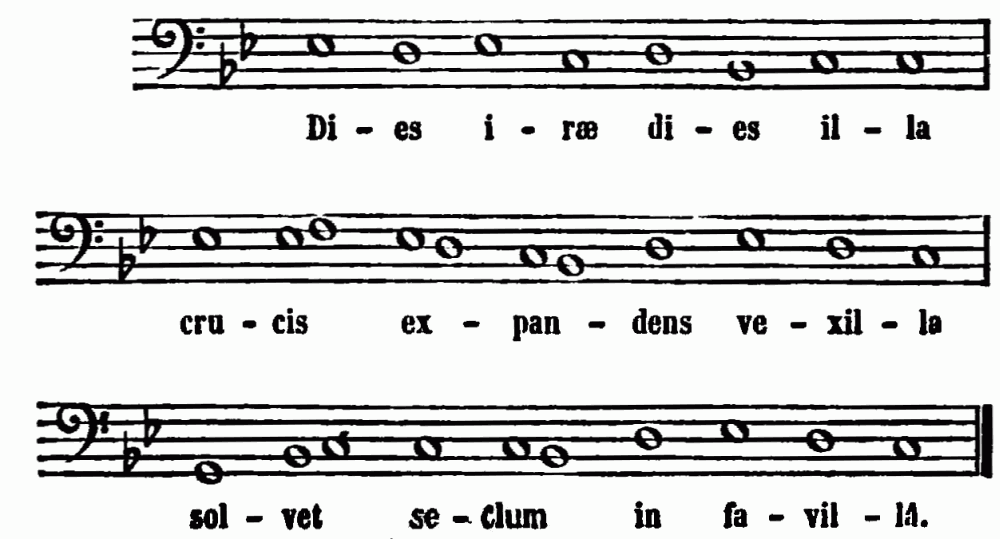 Di - es i - ræ di - es il - la
cru - cis ex - pan - dens ve - xil - la
sol - vet se - clum in fa - vil - lâ.